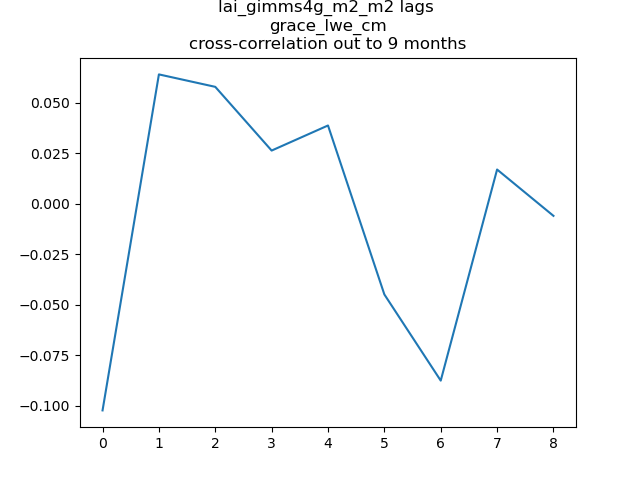 lai_gimms4g_m2_m2 lags
grace_lwe_cm
cross-correlation out to 9 months
0.050
0.025
0.000
−0.025
−0.050
−0.075
−0.100
0 1 2 3 4 5 6 7 8